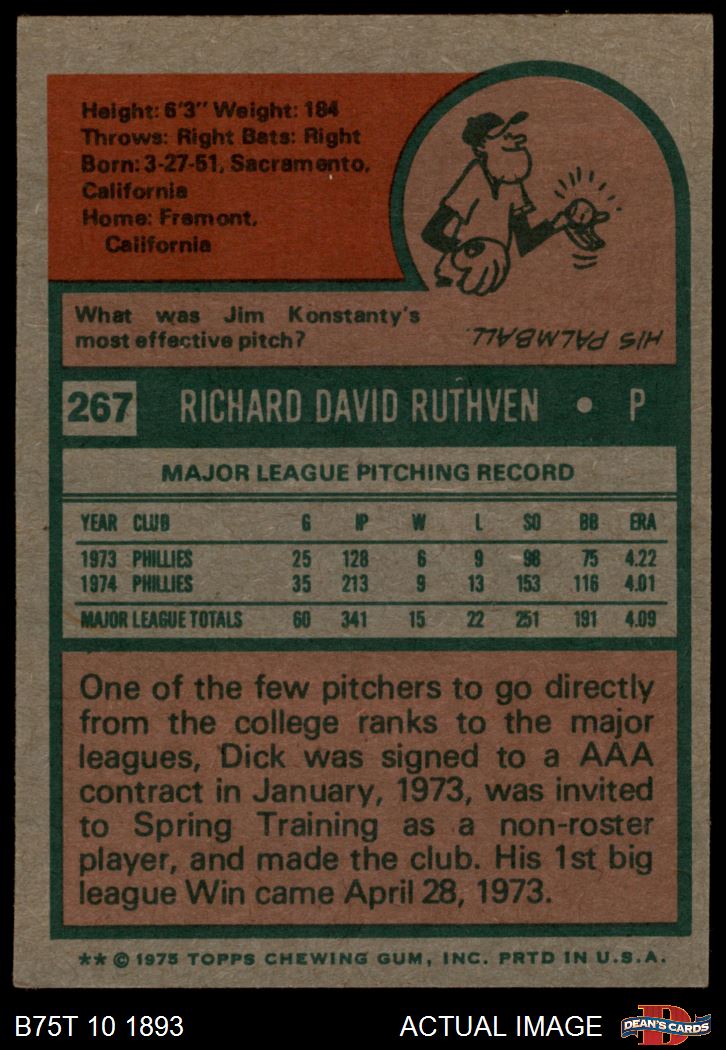 Height: 6'3" Weight: 184
Throws: Right Bats: Right
Born: 3-27-51, Sacramento,
California
Home: Fremont,
California
What was Jim Konstanty's
most effective pitch?
HIS PALMBALL.
267 RICHARD DAVID RUTHVEN • P
MAJOR LEAGUE PITCHING RECORD
YEAR CLUB G IP W L SO BB ERA
1973 PHILLIES 25 128 6 9 98 75 4.22
1974 PHILLIES 35 213 9 13 153 116 4.01
MAJOR LEAGUE TOTALS 60 341 15 22 251 191 4.09
One of the few pitchers to go directly
from the college ranks to the major
leagues, Dick was signed to a AAA
contract in January, 1973, was invited
to Spring Training as a non-roster
player, and made the club. His 1st big
league Win came April 28, 1973.
** © 1975 TOPPS CHEWING GUM, INC. PRTD IN U.S.A.
B75T 10 1893 ACTUAL IMAGE D DEAN'S CARDS